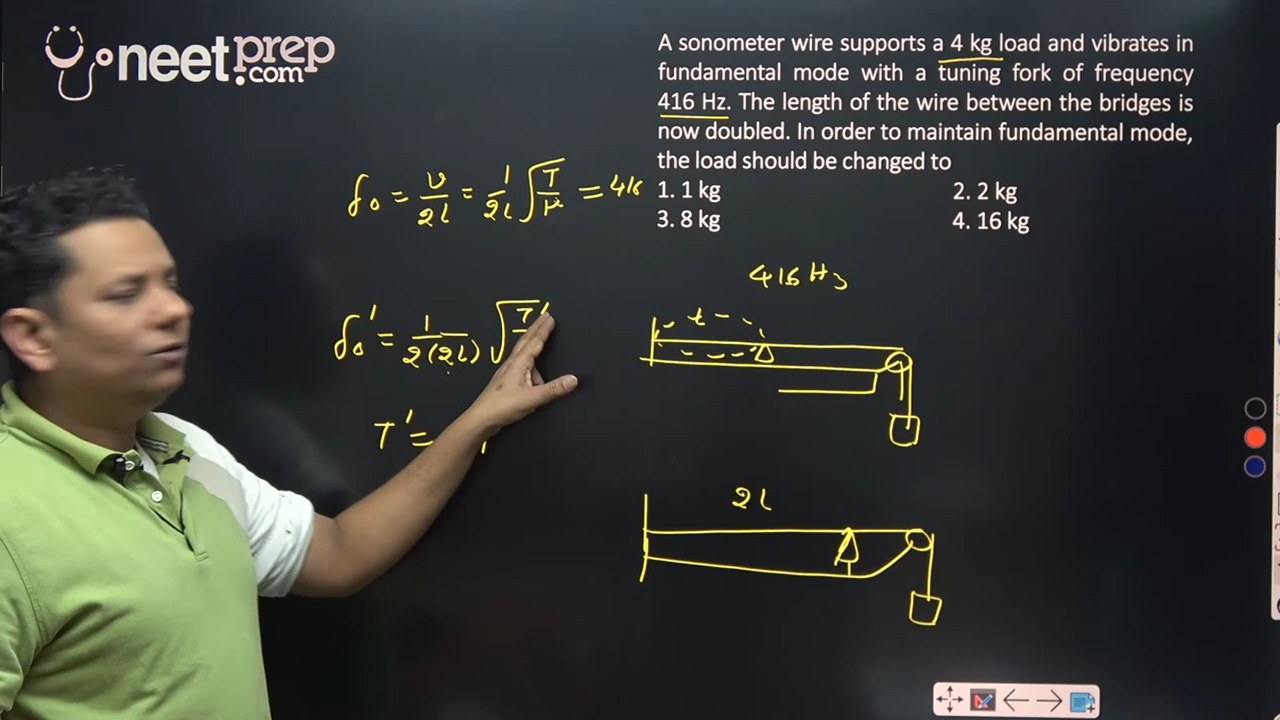 neetprep
.com
A sonometer wire supports a 4 kg load and vibrates in
fundamental mode with a tuning fork of frequency
416 Hz. The length of the wire between the bridges is
now doubled. In order to maintain fundamental mode,
the load should be changed to
1. 1 kg 2. 2 kg
3. 8 kg 4. 16 kg
f₀ = v/2l = 1/2l √T/μ = 416
416 Hz
f₀' = 1/2(2l) √T'
T' =
2l